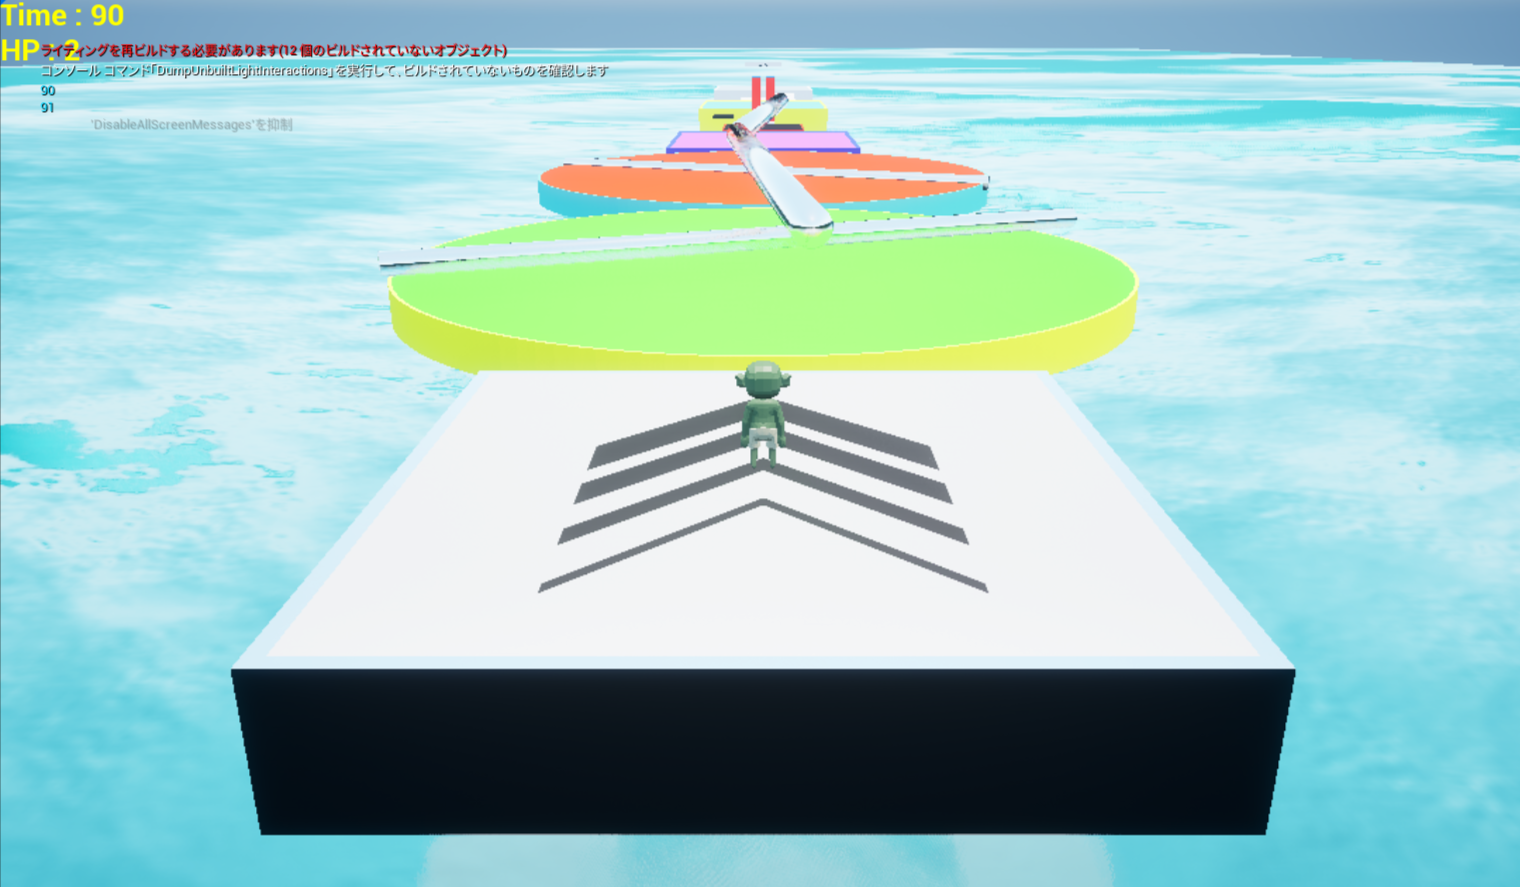 Time : 90
HP : 2
ライティングを再ビルドする必要があります(12 個のビルドされていないオブジェクト)
コンソール コマンド「DumpUnbuiltLightInteractions」を実行して、ビルドされていないものを確認します
90
91
'DisableAllScreenMessages'を抑制